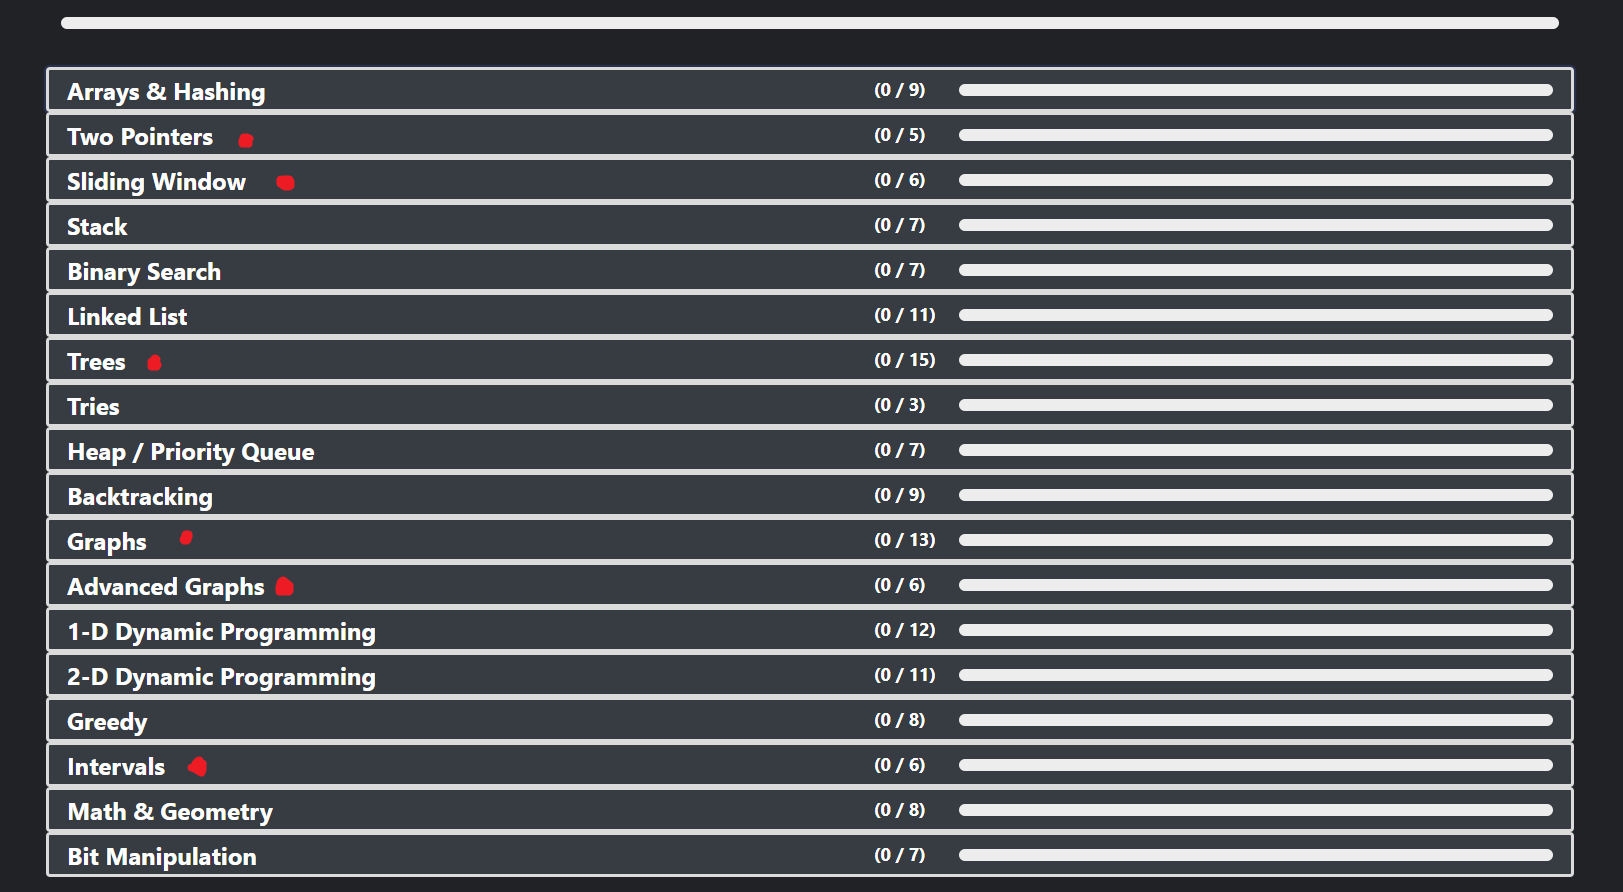 Arrays & Hashing (0 / 9)
Two Pointers (0 / 5)
Sliding Window (0 / 6)
Stack (0 / 7)
Binary Search (0 / 7)
Linked List (0 / 11)
Trees (0 / 15)
Tries (0 / 3)
Heap / Priority Queue (0 / 7)
Backtracking (0 / 9)
Graphs (0 / 13)
Advanced Graphs (0 / 6)
1-D Dynamic Programming (0 / 12)
2-D Dynamic Programming (0 / 11)
Greedy (0 / 8)
Intervals (0 / 6)
Math & Geometry (0 / 8)
Bit Manipulation (0 / 7)